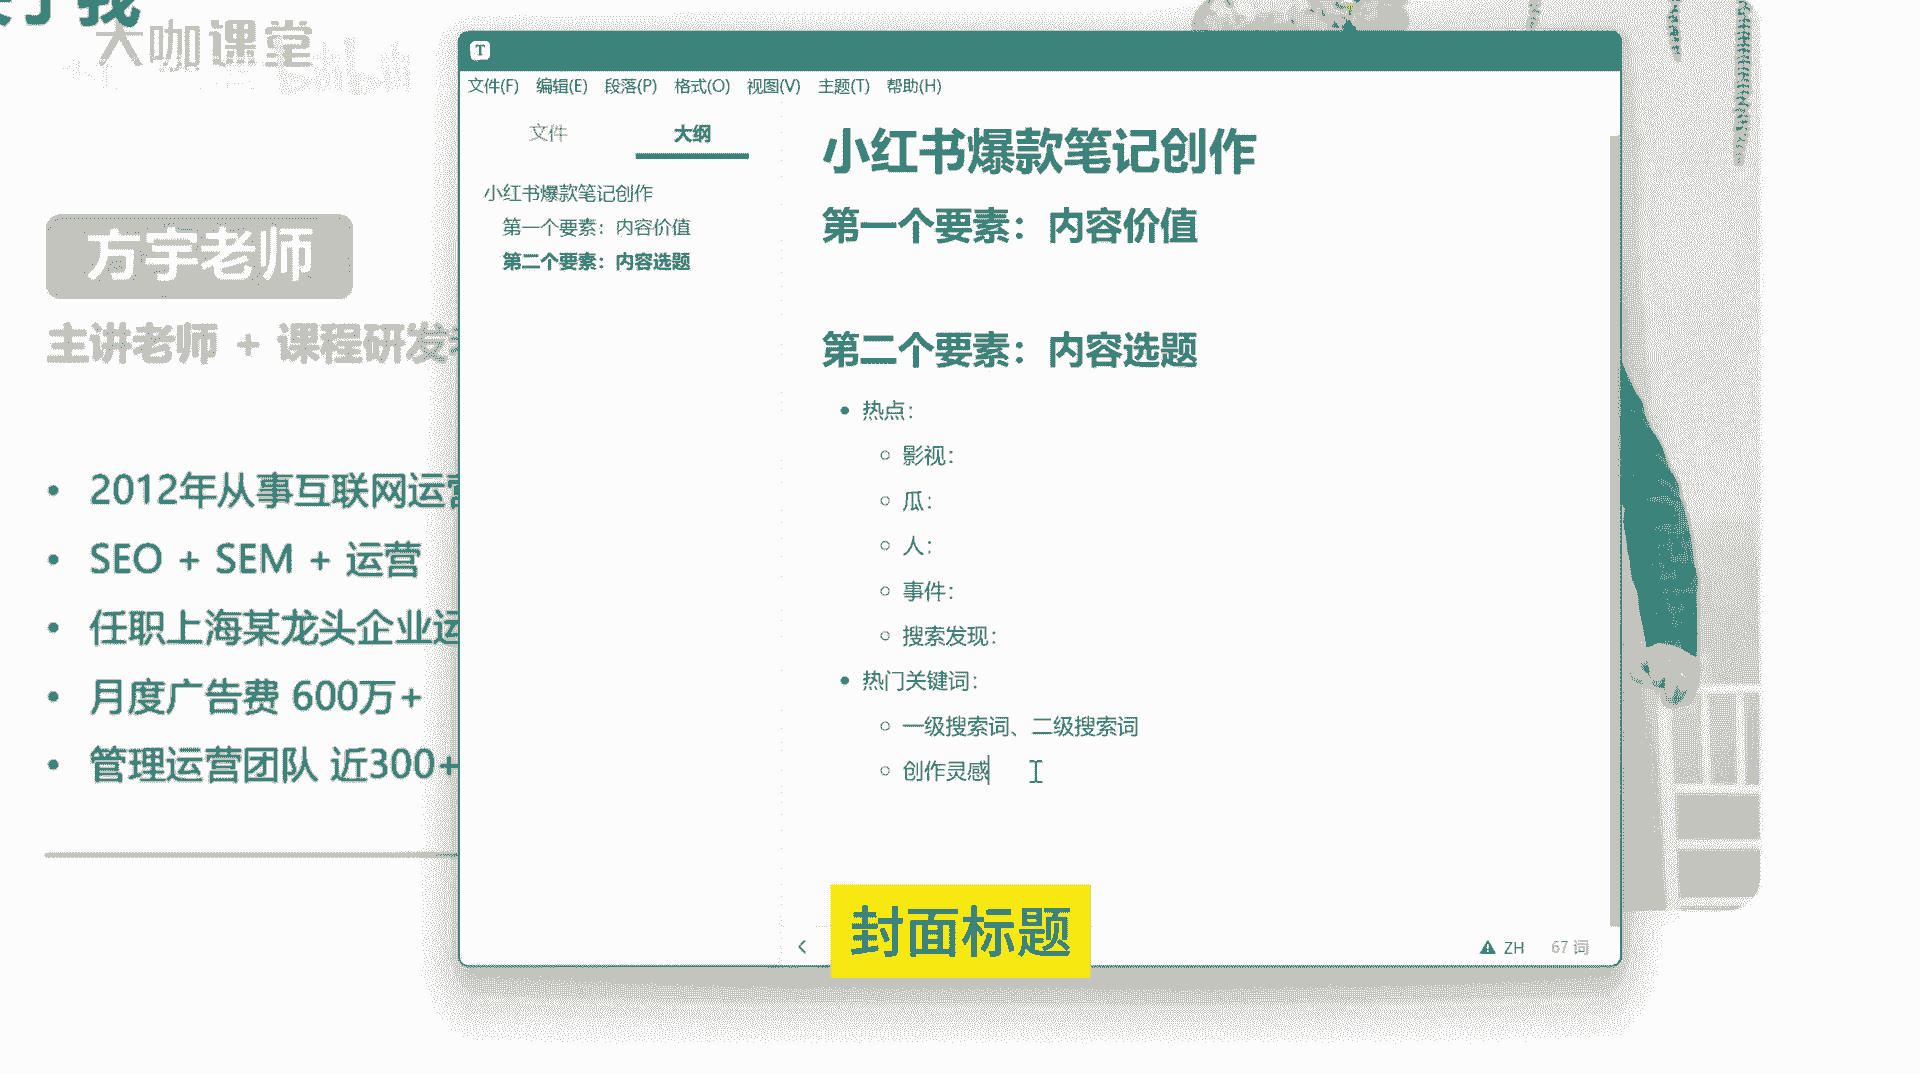 大咖课堂
bilibili
方宇老师
主讲老师 + 课程研发
2012年从事互联网运营
SEO + SEM + 运营
任职上海某龙头企业运
月度广告费 600万+
管理运营团队 近300+
T
文件(F) 编辑(E) 段落(P) 格式(O) 视图(V) 主题(T) 帮助(H)
文件 大纲
小红书爆款笔记创作
第一个要素：内容价值
第二个要素：内容选题
小红书爆款笔记创作
第一个要素：内容价值
第二个要素：内容选题
热点：
影视：
瓜：
人：
事件：
搜索发现：
热门关键词：
一级搜索词、二级搜索词
创作灵感
封面标题
ZH 67 词